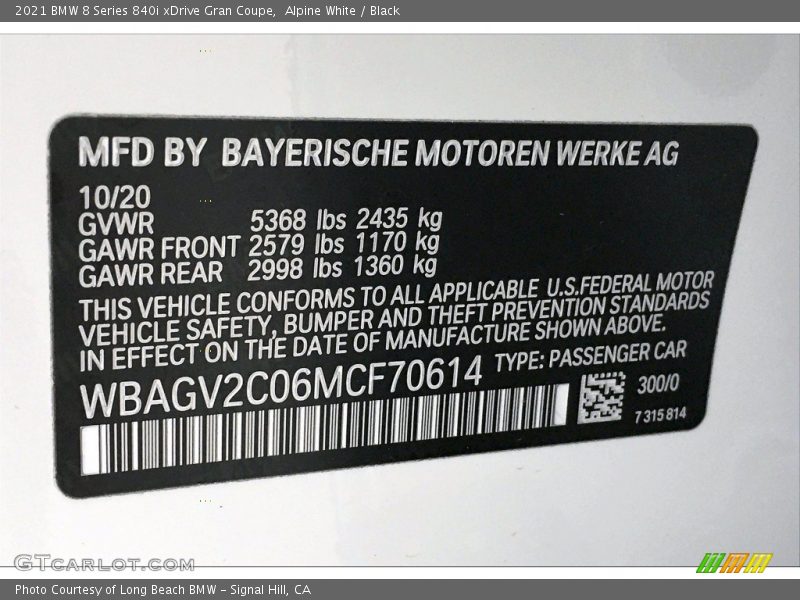 2021 BMW 8 Series 840i xDrive Gran Coupe,  Alpine White / Black
MFD BY BAYERISCHE MOTOREN WERKE AG
10/20
GVWR 5368 lbs 2435 kg
GAWR FRONT 2579 lbs 1170 kg
GAWR REAR 2998 lbs 1360 kg
THIS VEHICLE CONFORMS TO ALL APPLICABLE U.S.FEDERAL MOTOR
VEHICLE SAFETY, BUMPER AND THEFT PREVENTION STANDARDS
IN EFFECT ON THE DATE OF MANUFACTURE SHOWN ABOVE.
WBAGV2C06MCF70614 TYPE: PASSENGER CAR
300/0
7 315 814
GTCARLOT.COM
Photo Courtesy of Long Beach BMW - Signal Hill, CA